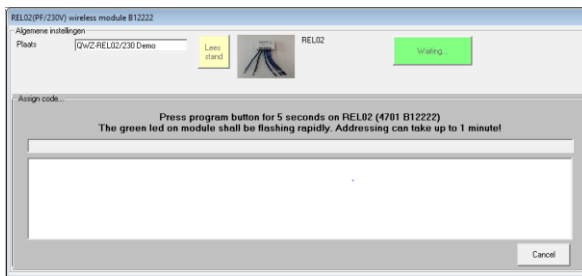 REL02(PF/230V) wireless module B12222
Algemene instellingen
Plaats
QWZ-REL02/230 Demo
Lees
stand
REL02
Waiting...
Assign code...
Press program button for 5 seconds on REL02 (4701 B12222)
The green led on module shall be flashing rapidly. Addressing can take up to 1 minute!
Cancel